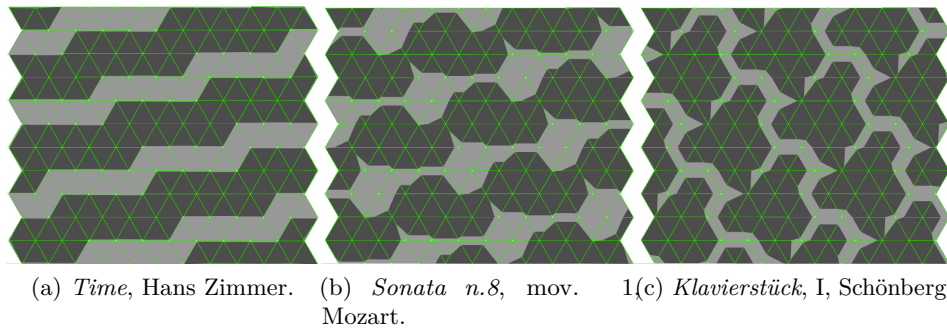 (a) Time, Hans Zimmer.
(b) Sonata n.8, mov. 1,
Mozart.
(c) Klavierstück, I, Schönberg